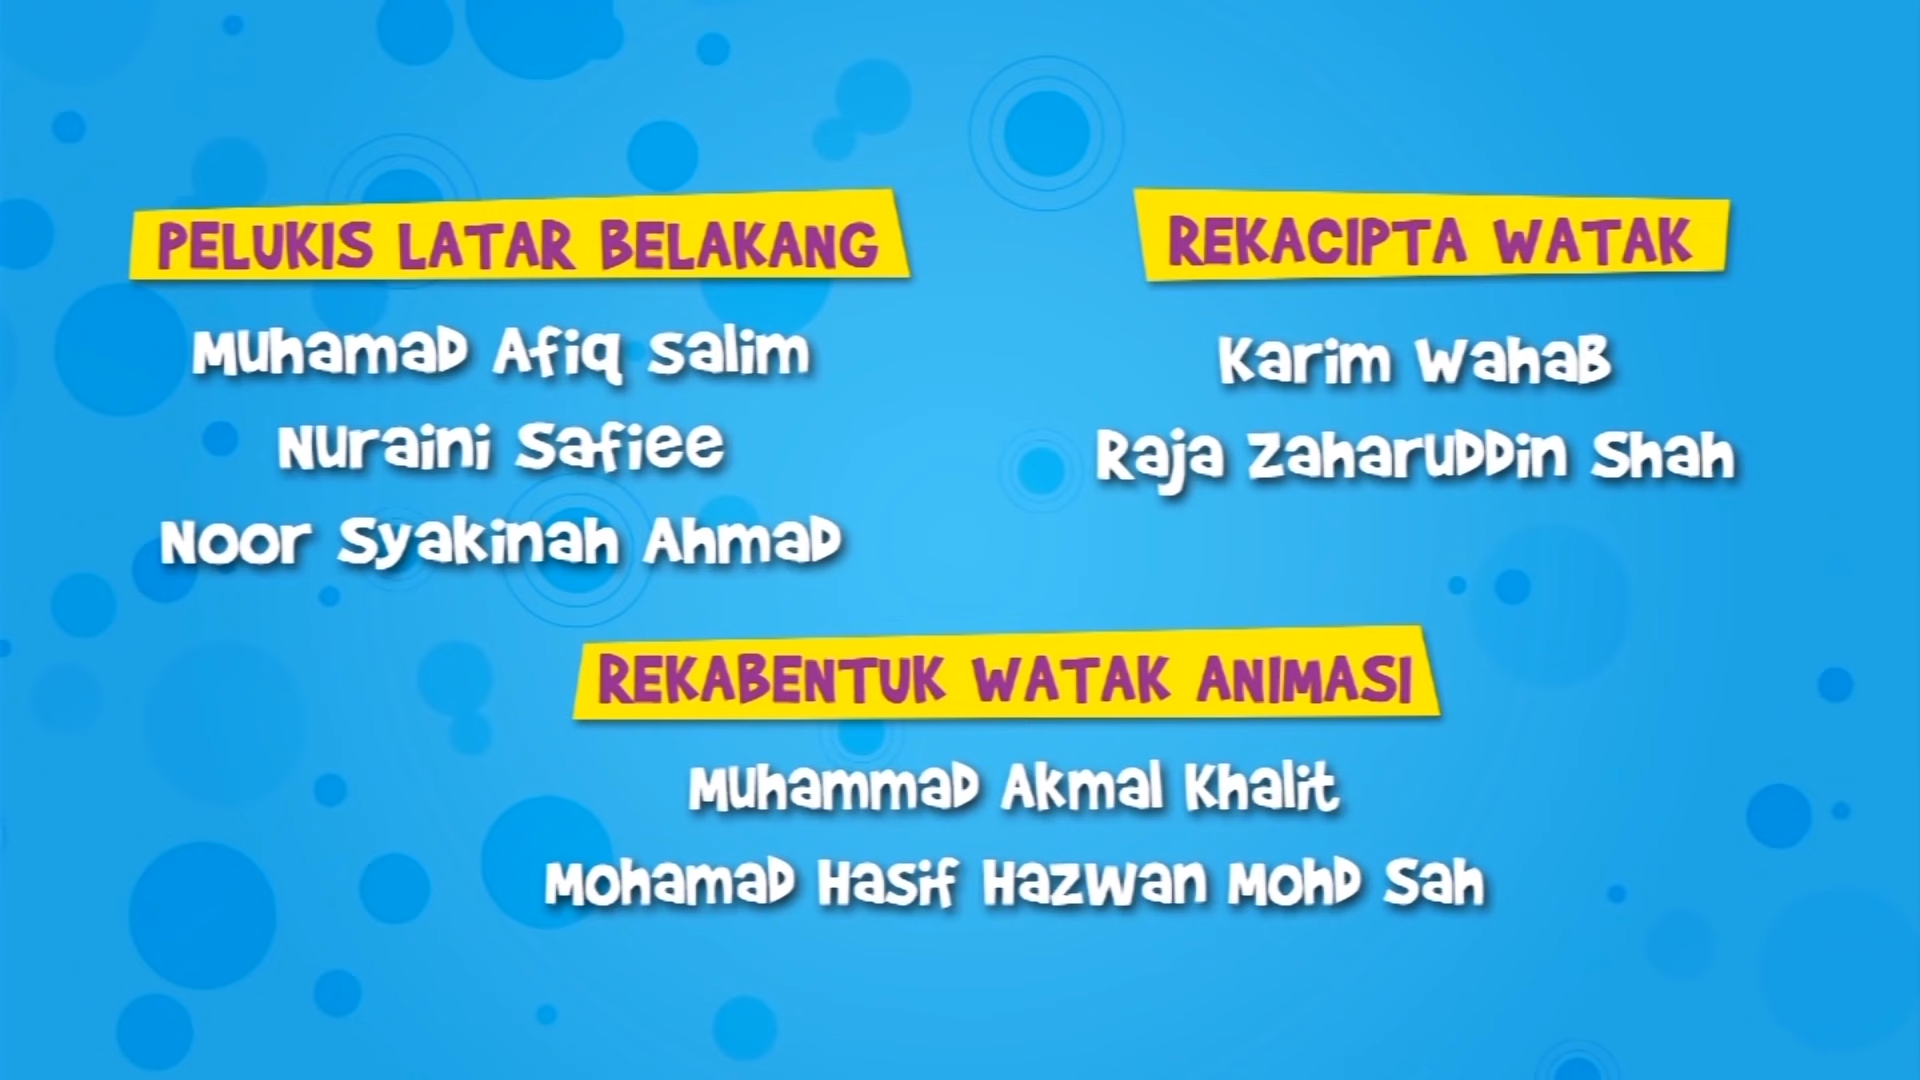 PELUKIS LATAR BELAKANG
Muhamad Afiq Salim
Nuraini Safiee
Noor Syakinah Ahmad
REKACIPTA WATAK
Karim Wahab
Raja Zaharuddin Shah
REKABENTUK WATAK ANIMASI
Muhammad Akmal Khalit
Mohamad Hasif Hazwan Mohd Sah